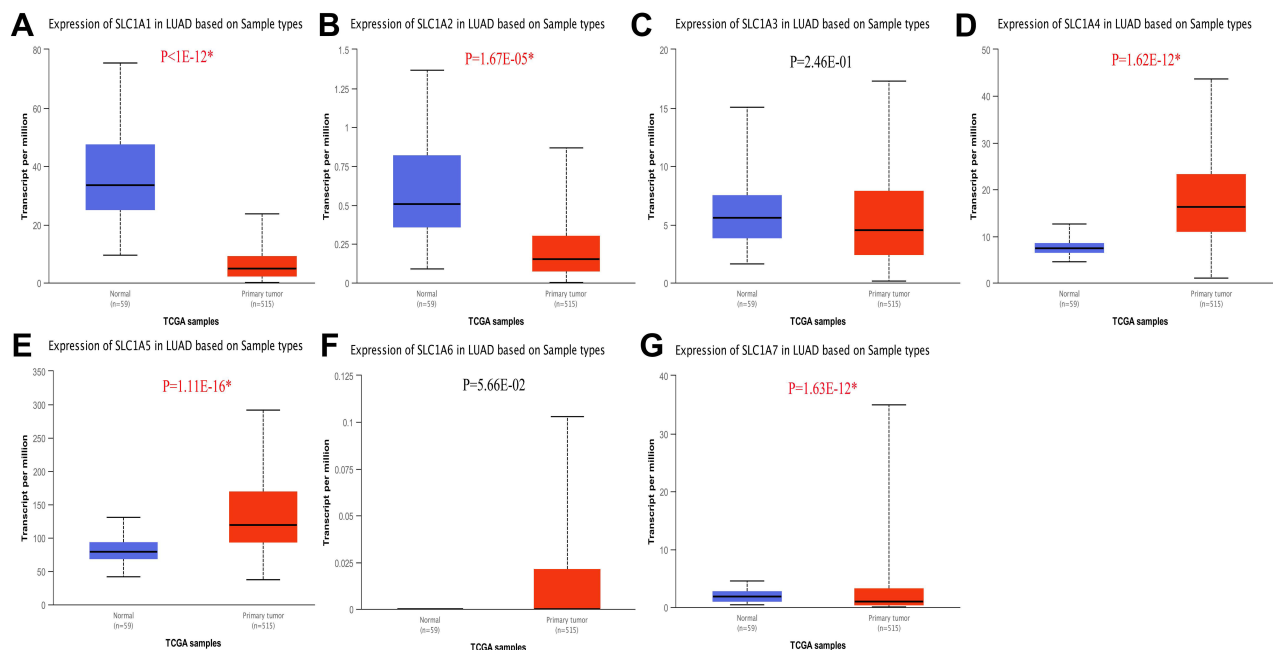 A
Expression of SLC1A1 in LUAD based on Sample types
P<1E-12*
Transcript per million
80
60
40
20
0
Normal
(n=59)
Primary tumor
(n=515)
TCGA samples
B
Expression of SLC1A2 in LUAD based on Sample types
P=1.67E-05*
Transcript per million
1.5
1.25
1
0.75
0.5
0.25
0
Normal
(n=59)
Primary tumor
(n=515)
TCGA samples
C
Expression of SLC1A3 in LUAD based on Sample types
P=2.46E-01
Transcript per million
20
15
10
5
0
Normal
(n=59)
Primary tumor
(n=515)
TCGA samples
D
Expression of SLC1A4 in LUAD based on Sample types
P=1.62E-12*
Transcript per million
50
40
30
20
10
0
Normal
(n=59)
Primary tumor
(n=515)
TCGA samples
E
Expression of SLC1A5 in LUAD based on Sample types
P=1.11E-16*
Transcript per million
350
300
250
200
150
100
50
0
Normal
(n=59)
Primary tumor
(n=515)
TCGA samples
F
Expression of SLC1A6 in LUAD based on Sample types
P=5.66E-02
Transcript per million
0.125
0.1
0.075
0.05
0.025
0
Normal
(n=59)
Primary tumor
(n=515)
TCGA samples
G
Expression of SLC1A7 in LUAD based on Sample types
P=1.63E-12*
Transcript per million
40
30
20
10
0
Normal
(n=59)
Primary tumor
(n=515)
TCGA samples